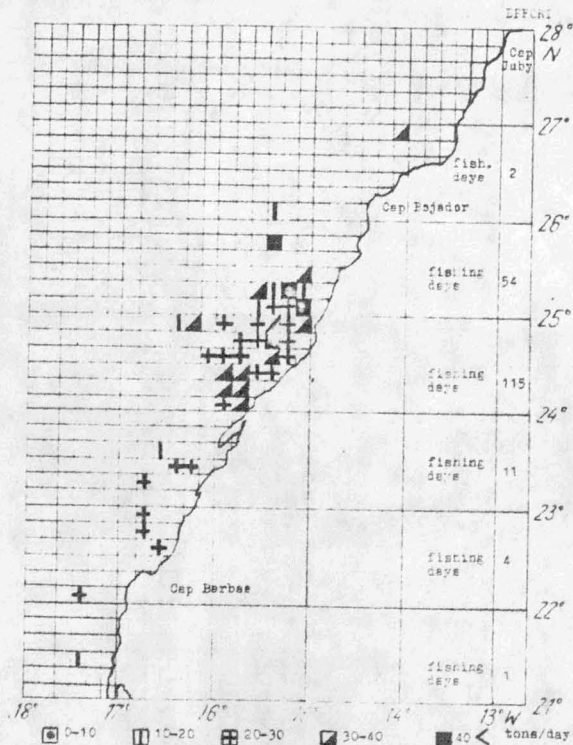 EFFORT
28°
Cap Juby
N
27°
fish. days 2
Cap Bojador
26°
fishing days 54
25°
fishing days 115
24°
fishing days 11
23°
fishing days 4
Cap Barbas
22°
fishing days 1
21°
18° 17° 16° 15° 14° 13° W
0-10 10-20 20-30 30-40 40 < tons/day